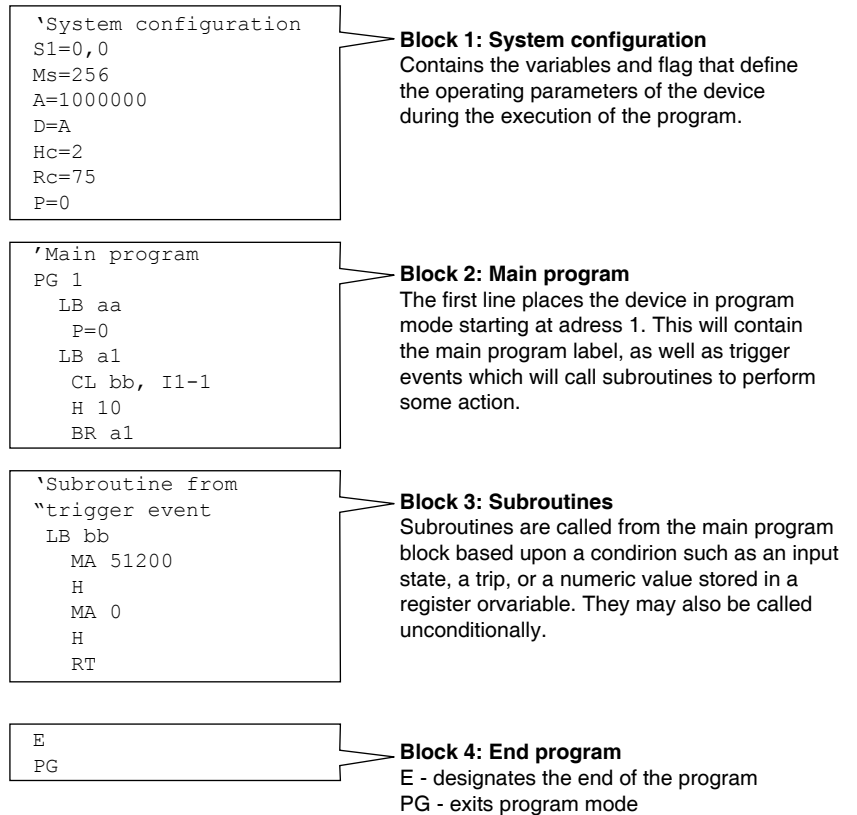 ‘System configuration
S1=0,0
Ms=256
A=1000000
D=A
Hc=2
Rc=75
P=0
Block 1: System configuration
Contains the variables and flag that define
the operating parameters of the device
during the execution of the program.
’Main program
PG 1
LB aa
P=0
LB a1
CL bb, I1-1
H 10
BR a1
Block 2: Main program
The first line places the device in program
mode starting at adress 1. This will contain
the main program label, as well as trigger
events which will call subroutines to perform
some action.
‘Subroutine from
“trigger event
LB bb
MA 51200
H
MA 0
H
RT
Block 3: Subroutines
Subroutines are called from the main program
block based upon a condirion such as an input
state, a trip, or a numeric value stored in a
register orvariable. They may also be called
unconditionally.
E
PG
Block 4: End program
E - designates the end of the program
PG - exits program mode